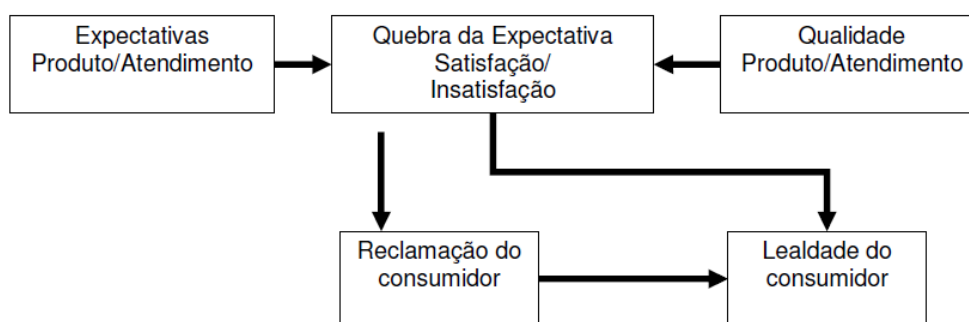 Expectativas
Produto/Atendimento
Quebra da Expectativa
Satisfação/
Insatisfação
Qualidade
Produto/Atendimento
Reclamação do
consumidor
Lealdade do
consumidor